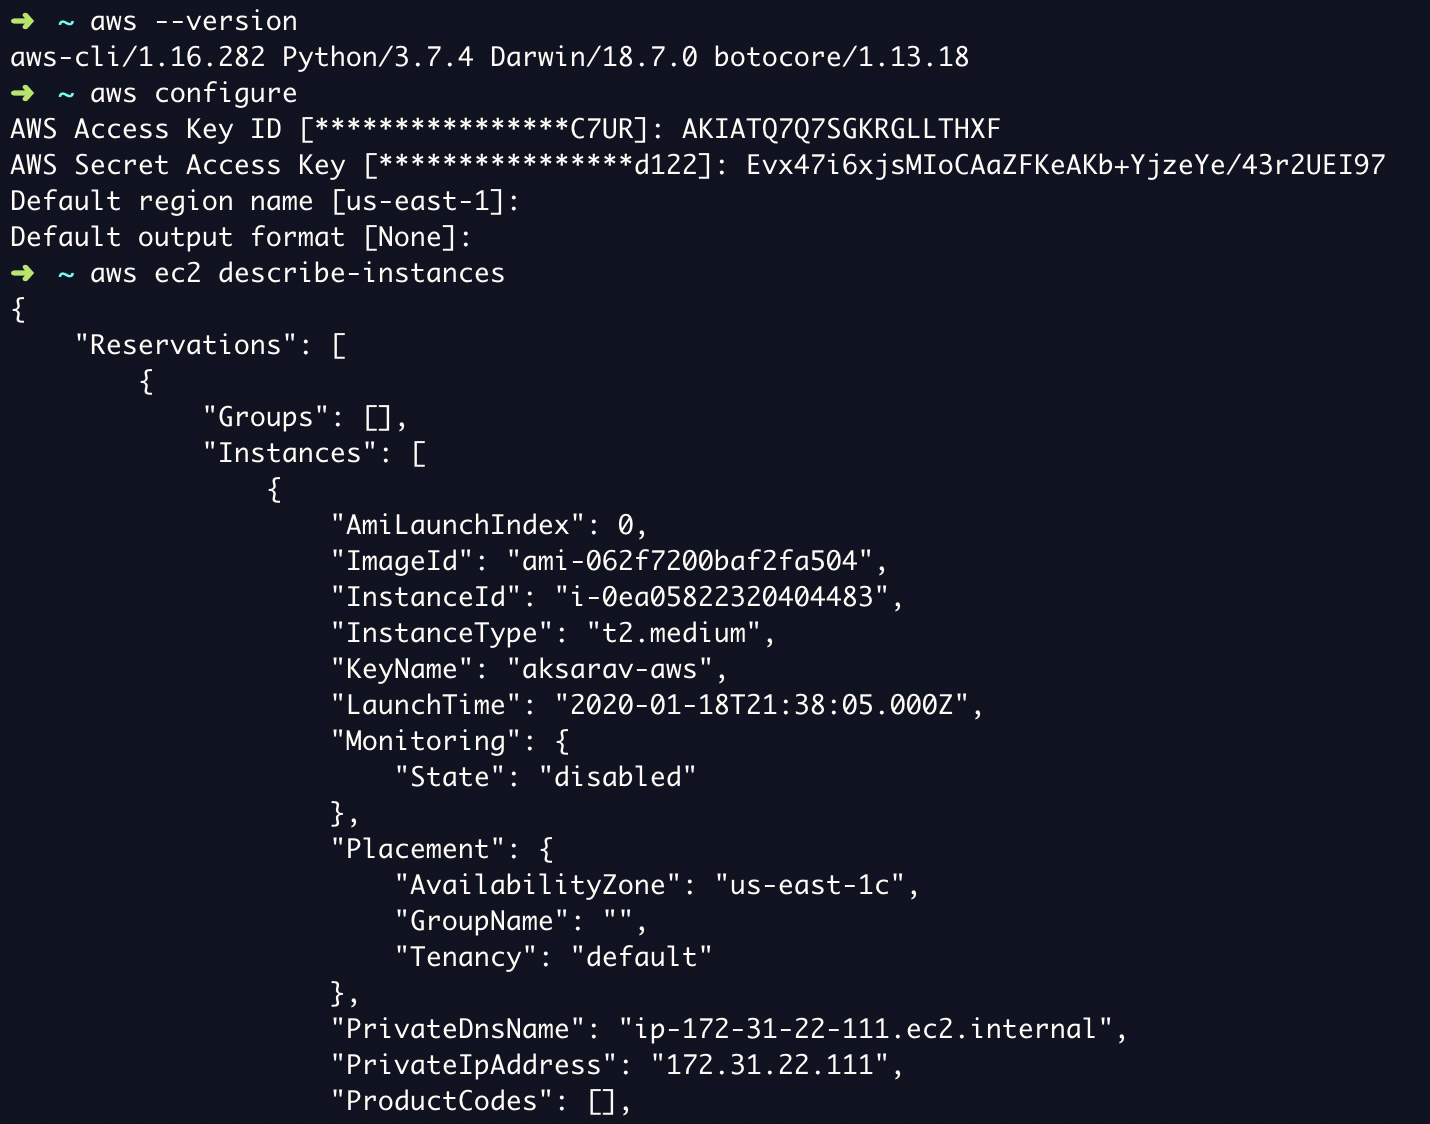 ➜ ~ aws --version
aws-cli/1.16.282 Python/3.7.4 Darwin/18.7.0 botocore/1.13.18
➜ ~ aws configure
AWS Access Key ID [****************C7UR]: AKIATQ7Q7SGKRGLLTHXF
AWS Secret Access Key [****************d122]: 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
Default region name [us-east-1]:
Default output format [None]:
➜ ~ aws ec2 describe-instances
{
    "Reservations": [
        {
            "Groups": [],
            "Instances": [
                {
                    "AmiLaunchIndex": 0,
                    "ImageId": "ami-062f7200baf2fa504",
                    "InstanceId": "i-0ea05822320404483",
                    "InstanceType": "t2.medium",
                    "KeyName": "aksarav-aws",
                    "LaunchTime": "2020-01-18T21:38:05.000Z",
                    "Monitoring": {
                        "State": "disabled"
                    },
                    "Placement": {
                        "AvailabilityZone": "us-east-1c",
                        "GroupName": "",
                        "Tenancy": "default"
                    },
                    "PrivateDnsName": "ip-172-31-22-111.ec2.internal",
                    "PrivateIpAddress": "172.31.22.111",
                    "ProductCodes": [],